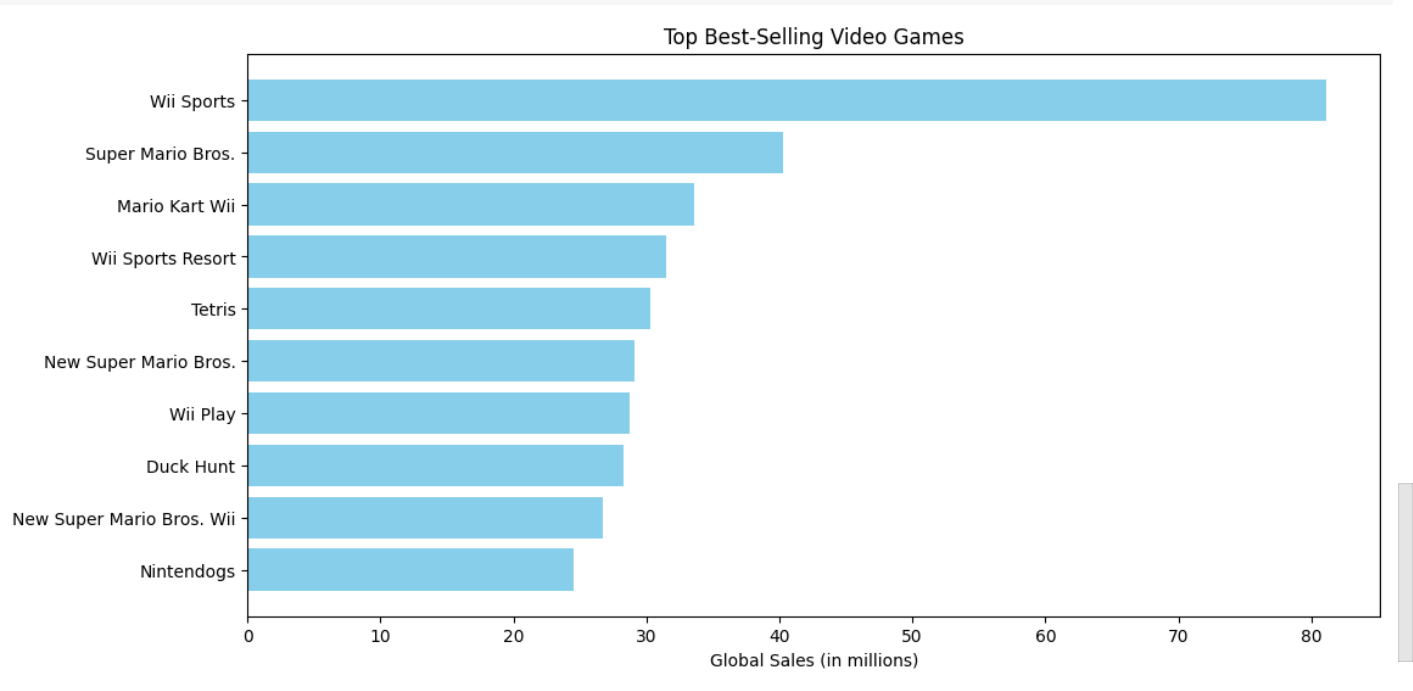 Top Best-Selling Video Games
Wii Sports
Super Mario Bros.
Mario Kart Wii
Wii Sports Resort
Tetris
New Super Mario Bros.
Wii Play
Duck Hunt
New Super Mario Bros. Wii
Nintendogs
0 10 20 30 40 50 60 70 80
Global Sales (in millions)